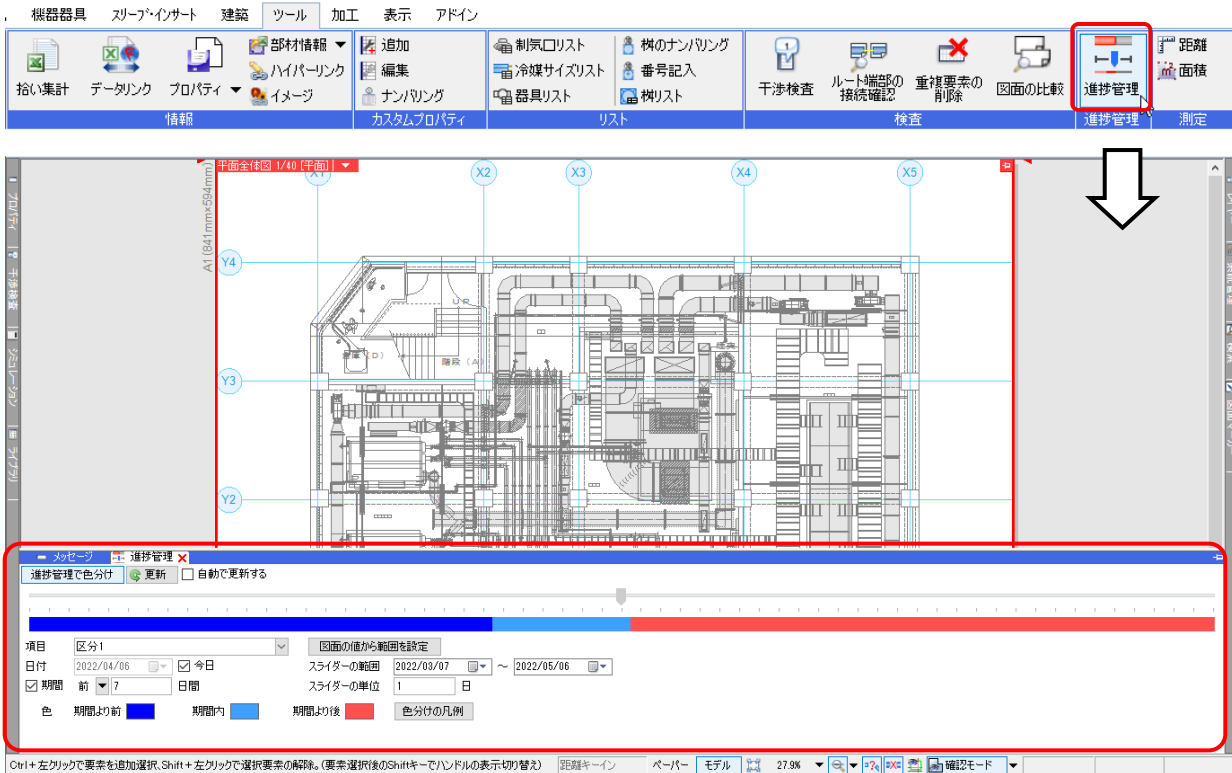 機器器具 スリーブ・インサート 建築 ツール 加工 表示 アドイン
拾い集計
データリンク
プロパティ
部材情報
ハイパーリンク
イメージ
情報
追加
編集
ナンバリング
カスタムプロパティ
制気口リスト
冷媒サイズリスト
器具リスト
桝のナンバリング
番号記入
桝リスト
リスト
干渉検査
ルート端部の
接続確認
重複要素の
削除
図面の比較
検査
進捗管理
進捗管理
距離
面積
測定
平面全体図 1/40 [平面]
A1 (841mm×594mm)
X1 X2 X3 X4 X5
Y4
Y3
Y2
UP
階段 (A)
プロパティ
干渉検査
シミュレーション
ライブラリ
メッセージ 進捗管理
進捗管理で色分け 更新 自動で更新する
項目 区分1 図面の値から範囲を設定
日付 2022/04/06 今日 スライダーの範囲 2022/03/07 ～ 2022/05/06
期間 前 7 日間 スライダーの単位 1 日
色 期間より前 期間内 期間より後 色分けの凡例
Ctrl+左クリックで要素を追加選択、Shift+左クリックで選択要素の解除。(要素選択後のShiftキーでハンドルの表示切り替え) 距離キーイン ペーパー モデル 27.9% 確認モード